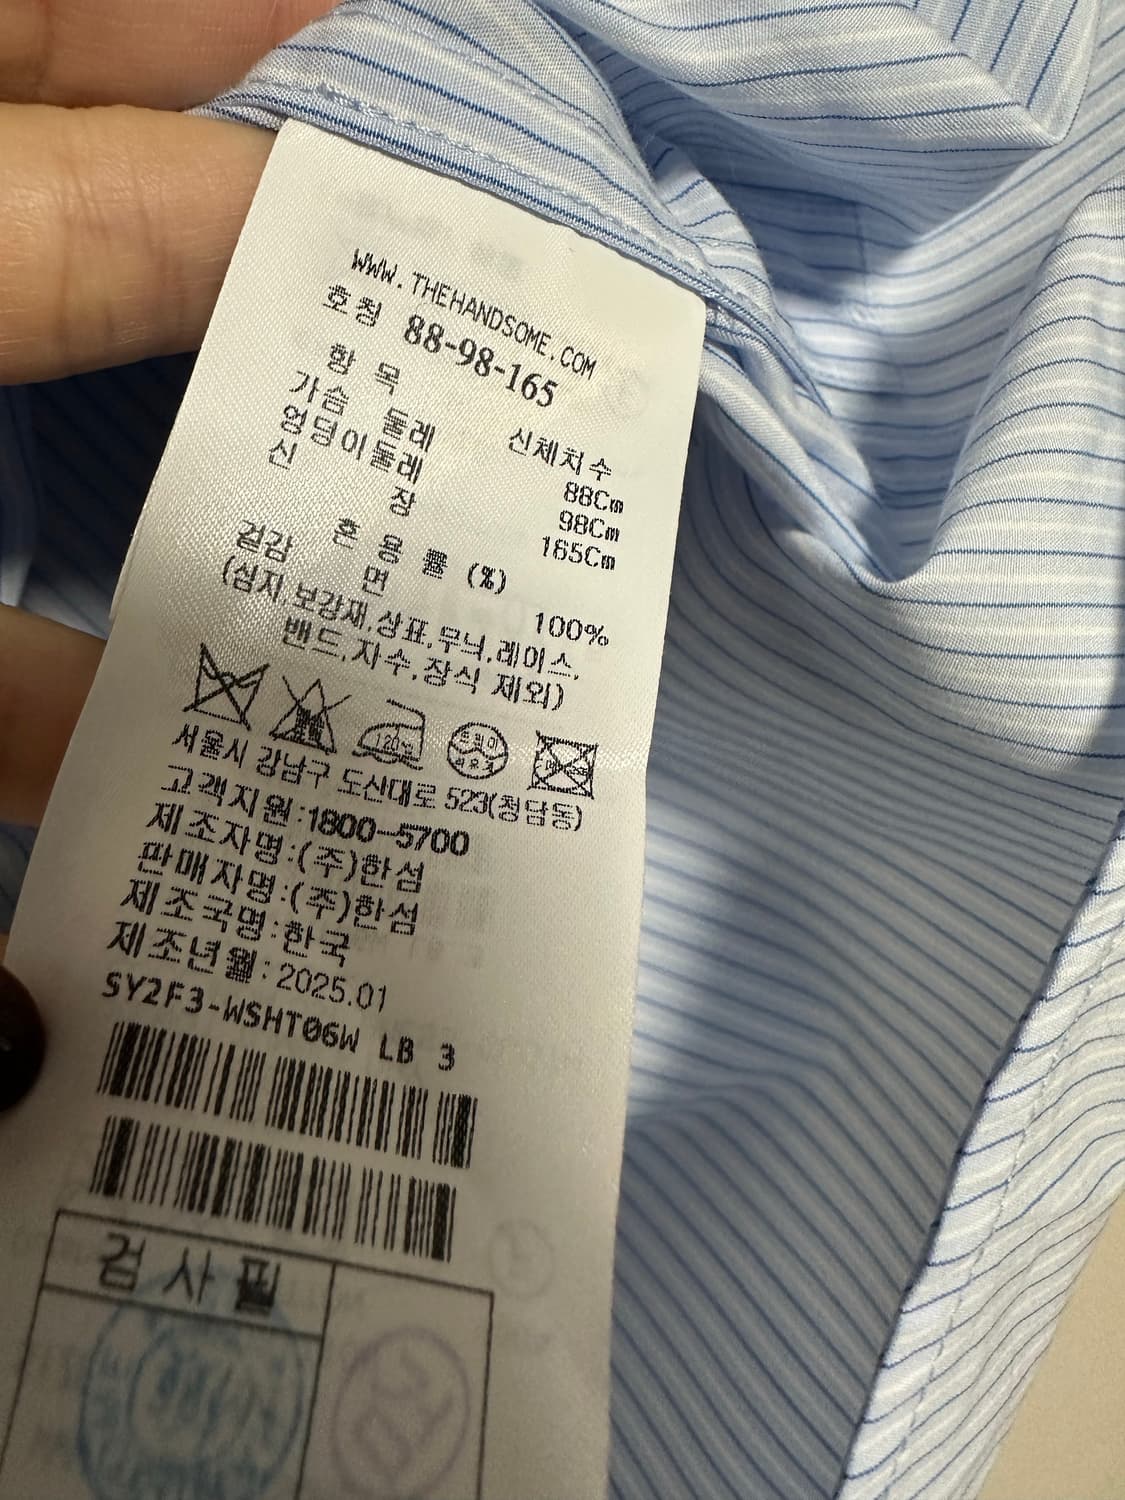 WWW.THEHANDSOME.COM
호칭 88-98-165
항 목 신체치수
가슴 둘레 88Cm
엉덩이둘레 98Cm
신 장 165Cm
혼 용 률 (%)
겉감 면 100%
(심지,보강재,상표,무늬,레이스,
밴드,자수,장식 제외)
120℃
드라이
서울시 강남구 도산대로 523(청담동)
고객지원:1800-5700
제조자명:(주)한섬
판매자명:(주)한섬
제조국명:한국
제조년월:2025.01
SY2F3-WSHT06W LB 3
검사필